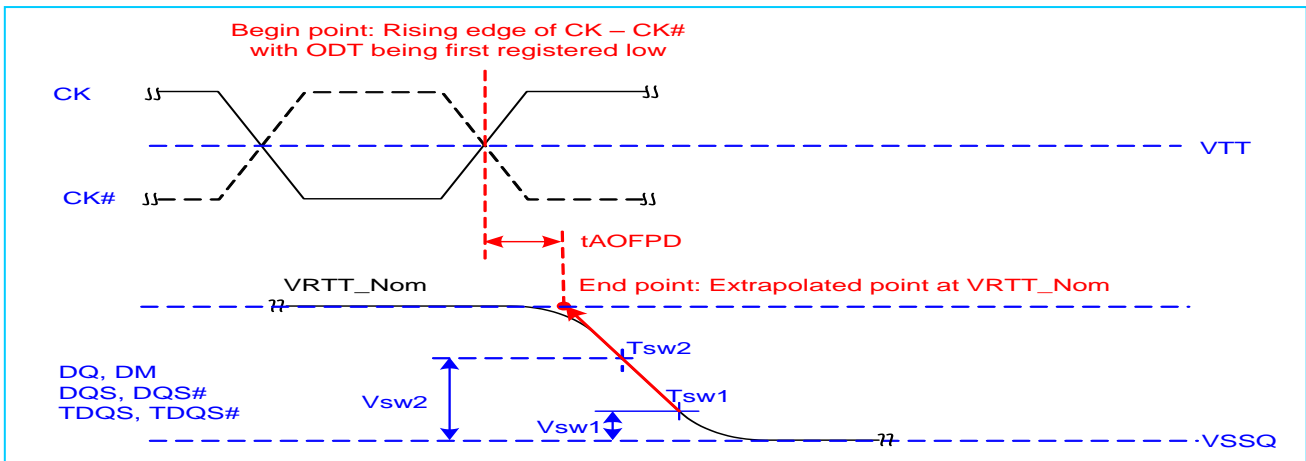 Begin point: Rising edge of CK – CK#
with ODT being first registered low
CK
VTT
CK#
tAOFPD
VRTT_Nom
End point: Extrapolated point at VRTT_Nom
Tsw2
DQ, DM
DQS, DQS#
TDQS, TDQS#
Vsw2
Tsw1
Vsw1
VSSQ